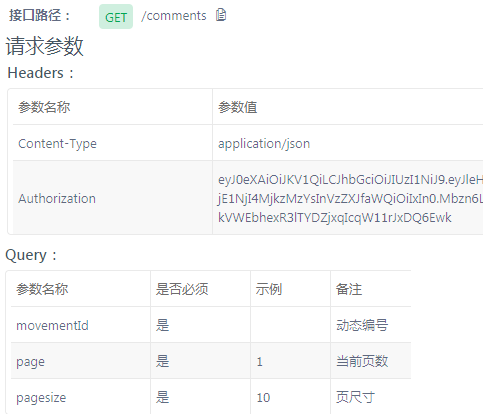 接口路径： GET /comments
请求参数
Headers：
参数名称 参数值
Content-Type application/json
eyJ0eXAiOiJKV1QiLCJhbGciOiJIUzI1NiJ9.eyJleH
Authorization jE1NjI4MjkzMzYsInVzZXJfaWQiOiIxIn0.Mbzn6L
kVWEbhexR3lTYDZjxqIcqW11rJxDQ6Ewk
Query：
参数名称 是否必须 示例 备注
movementId 是 动态编号
page 是 1 当前页数
pagesize 是 10 页尺寸